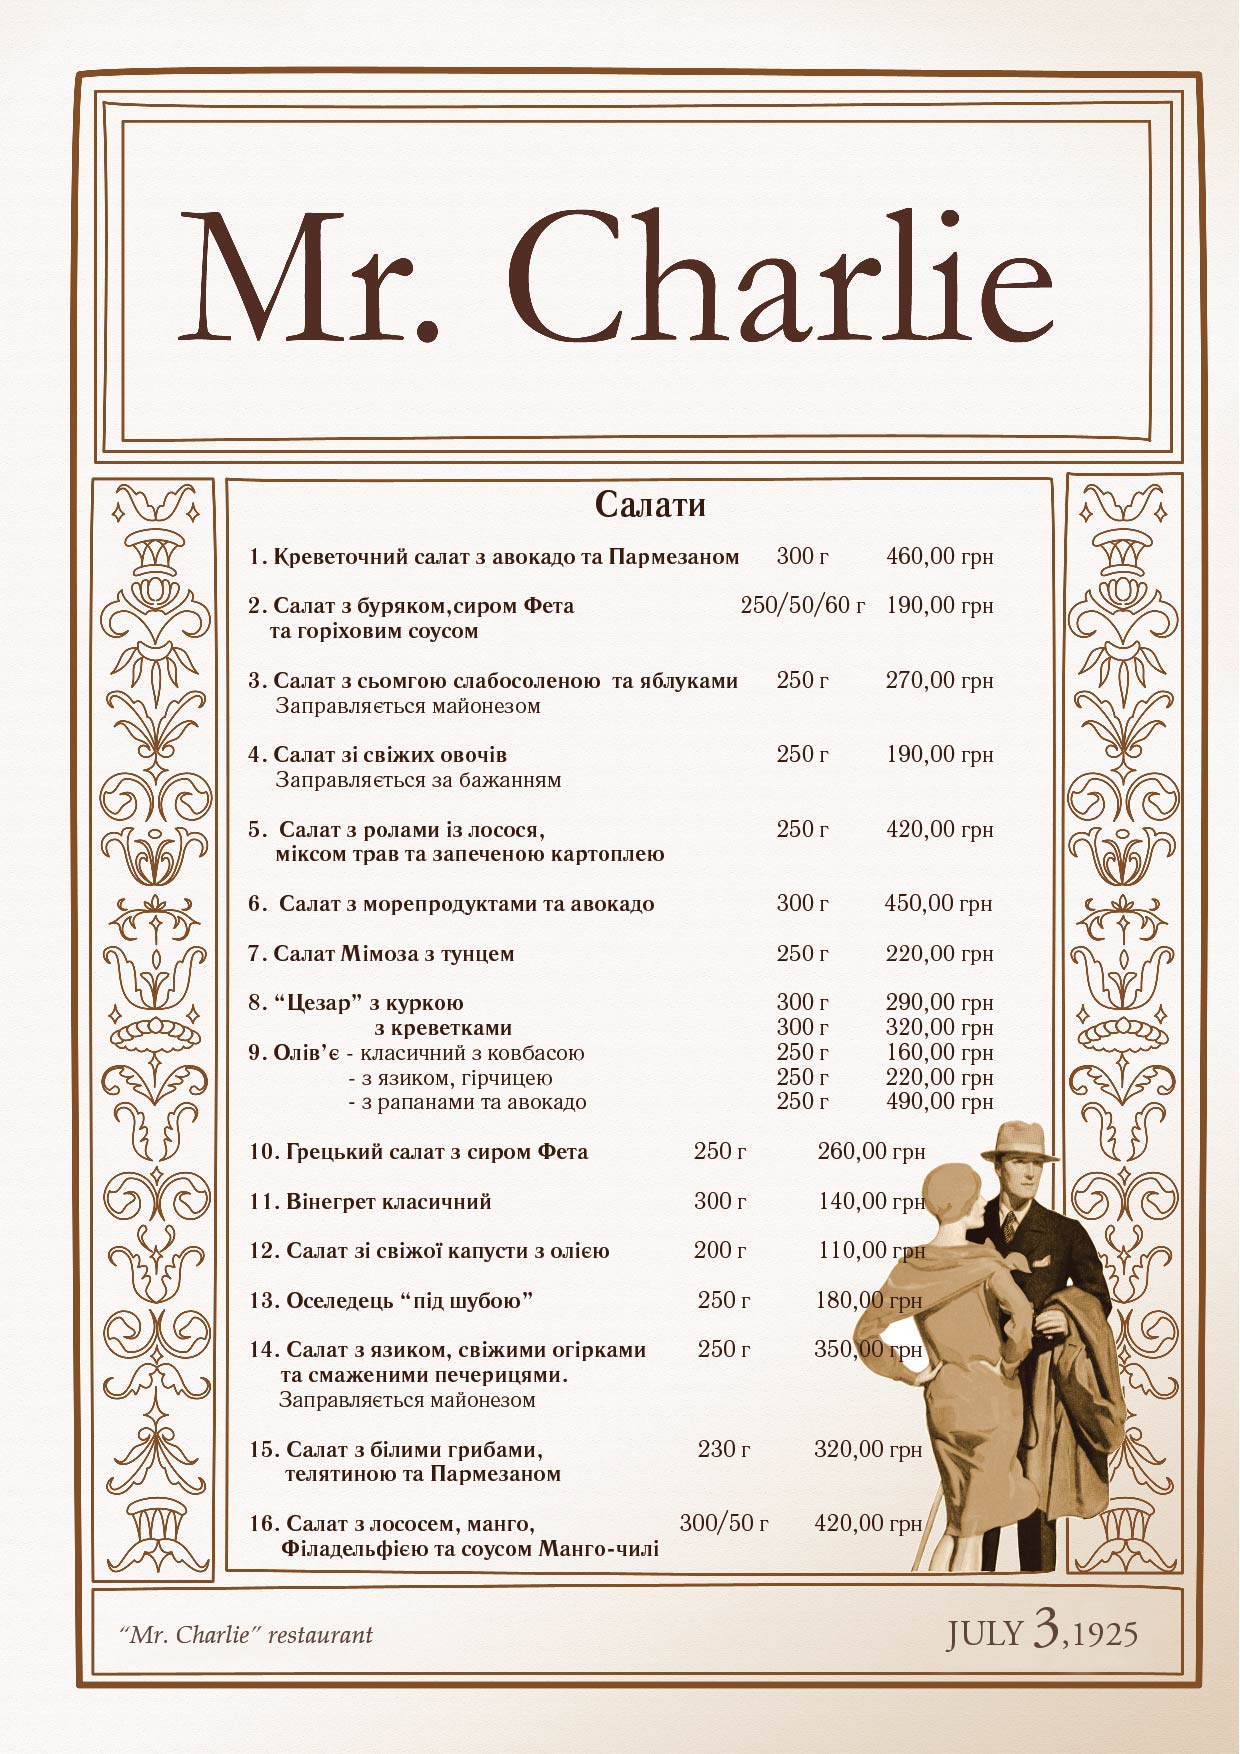 Mr. Charlie
Салати
1. Креветочний салат з авокадо та Пармезаном 300 г 460,00 грн
2. Салат з буряком,сиром Фета 250/50/60 г 190,00 грн
та горіховим соусом
3. Салат з сьомгою слабосоленою та яблуками 250 г 270,00 грн
Заправляється майонезом
4. Салат зі свіжих овочів 250 г 190,00 грн
Заправляється за бажанням
5. Салат з ролами із лосося, 250 г 420,00 грн
міксом трав та запеченою картоплею
6. Салат з морепродуктами та авокадо 300 г 450,00 грн
7. Салат Мімоза з тунцем 250 г 220,00 грн
8. “Цезар” з куркою 300 г 290,00 грн
з креветками 300 г 320,00 грн
9. Олів’є - класичний з ковбасою 250 г 160,00 грн
- з язиком, гірчицею 250 г 220,00 грн
- з рапанами та авокадо 250 г 490,00 грн
10. Грецький салат з сиром Фета 250 г 260,00 грн
11. Вінегрет класичний 300 г 140,00 грн
12. Салат зі свіжої капусти з олією 200 г 110,00 грн
13. Оселедець “під шубою” 250 г 180,00 грн
14. Салат з язиком, свіжими огірками 250 г 350,00 грн
та смаженими печерицями.
Заправляється майонезом
15. Салат з білими грибами, 230 г 320,00 грн
телятиною та Пармезаном
16. Салат з лососем, манго, 300/50 г 420,00 грн
Філадельфією та соусом Манго-чилі
“Mr. Charlie” restaurant
JULY 3,1925